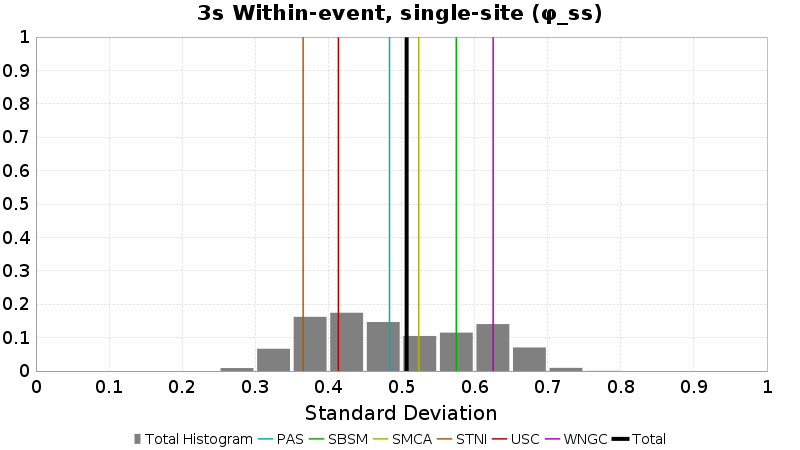 3s Within-event, single-site (φ_ss)
1
0.9
0.8
0.7
0.6
0.5
0.4
0.3
0.2
0.1
0
0 0.1 0.2 0.3 0.4 0.5 0.6 0.7 0.8 0.9 1
Standard Deviation
Total Histogram PAS SBSM SMCA STNI USC WNGC Total